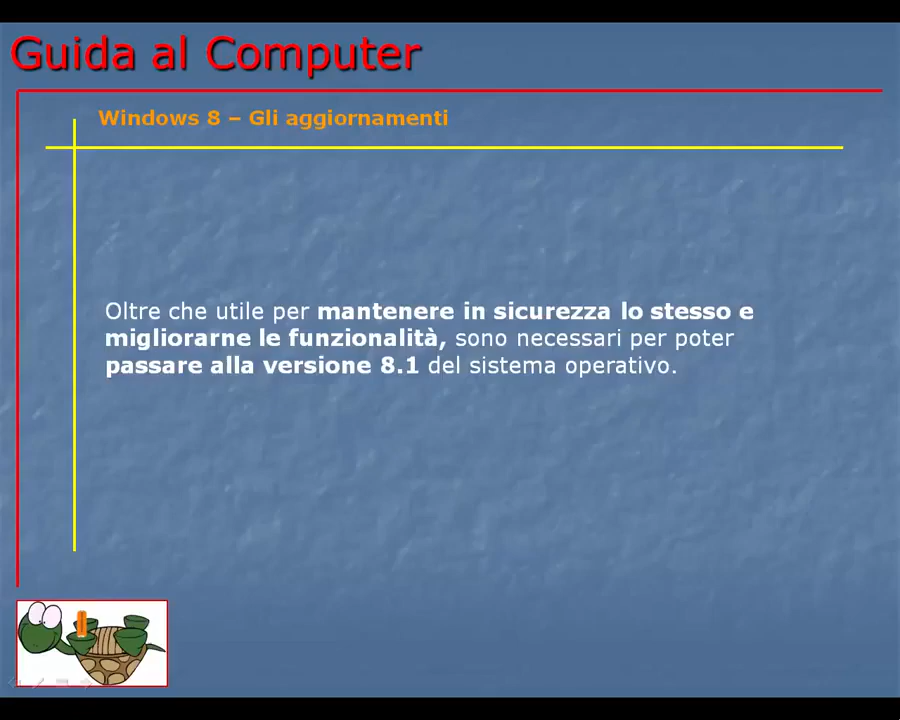 Guida al Computer
Windows 8 – Gli aggiornamenti
Oltre che utile per mantenere in sicurezza lo stesso e
migliorarne le funzionalità, sono necessari per poter
passare alla versione 8.1 del sistema operativo.